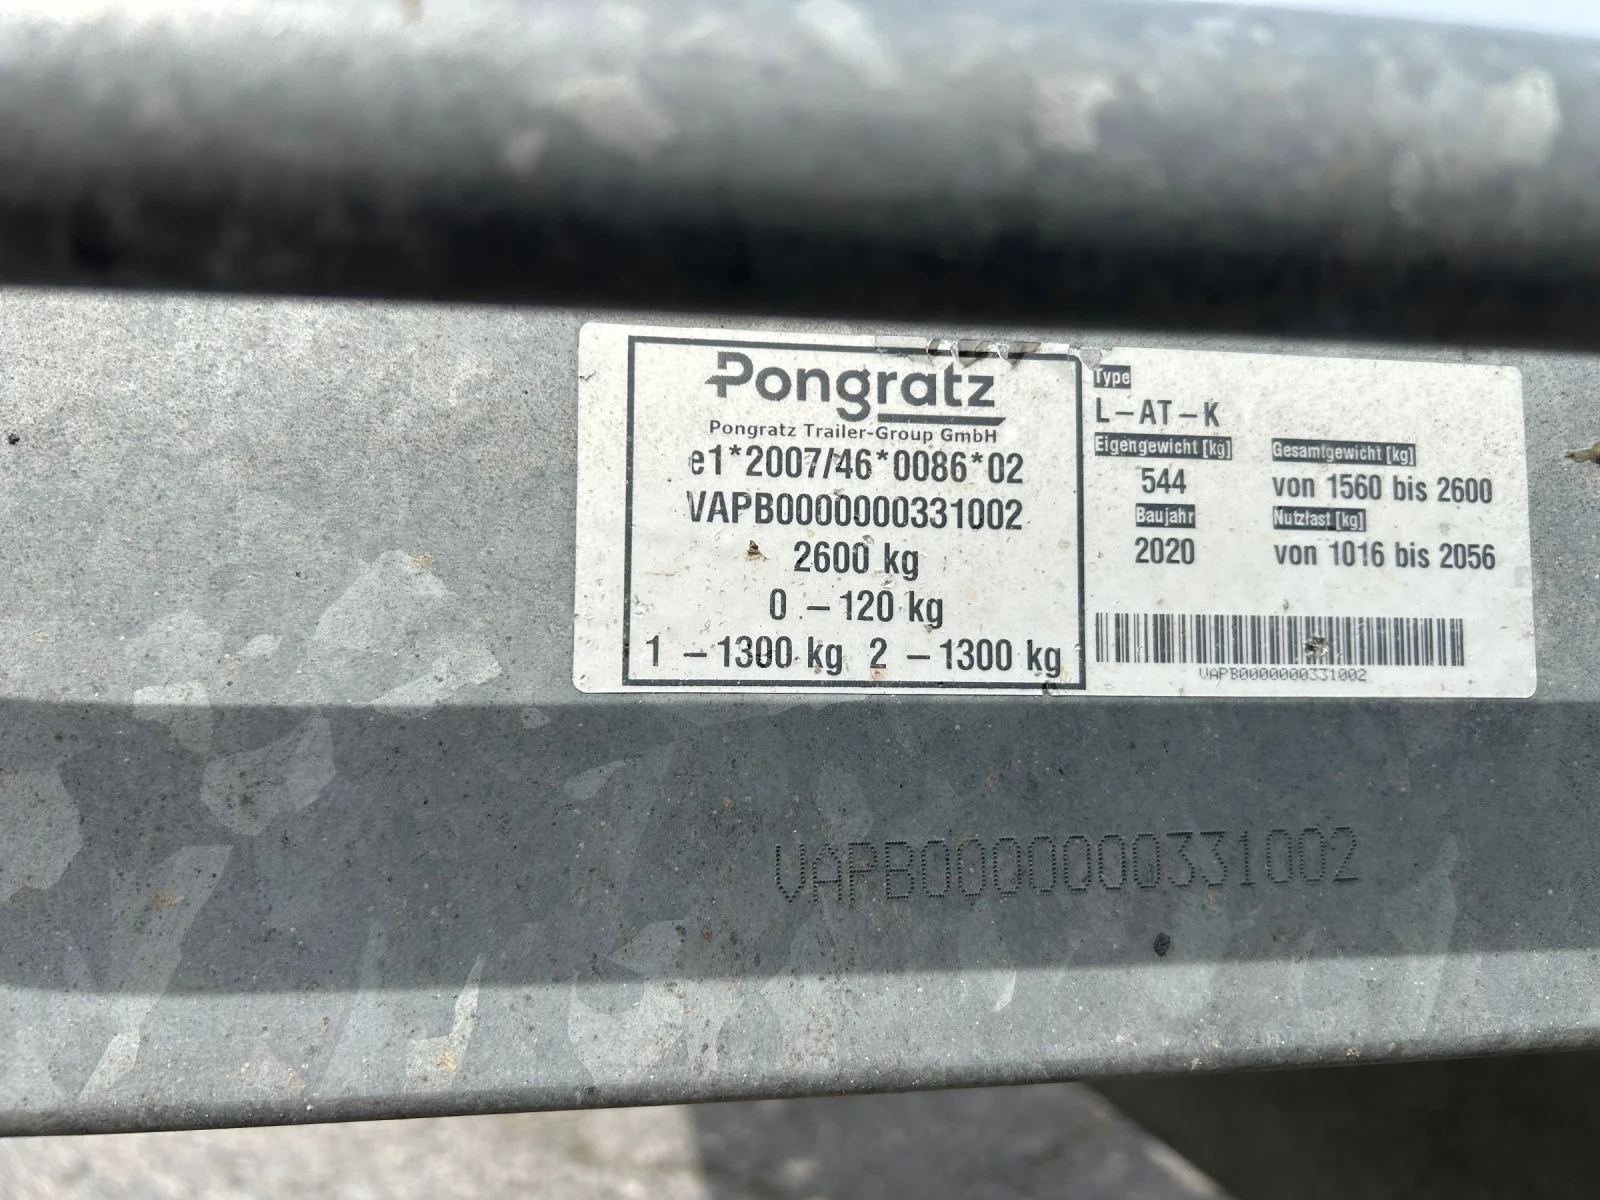 Pongratz
Pongratz Trailer-Group GmbH
e1*2007/46*0086*02
VAPB0000000331002
2600 kg
0 – 120 kg
1 – 1300 kg 2 – 1300 kg
Type
L – AT – K
Eigengewicht [kg] Gesamtgewicht [kg]
544 von 1560 bis 2600
Baujahr Nutzlast [kg]
2020 von 1016 bis 2056
VAPB0000000331002
VAPB0000000331002